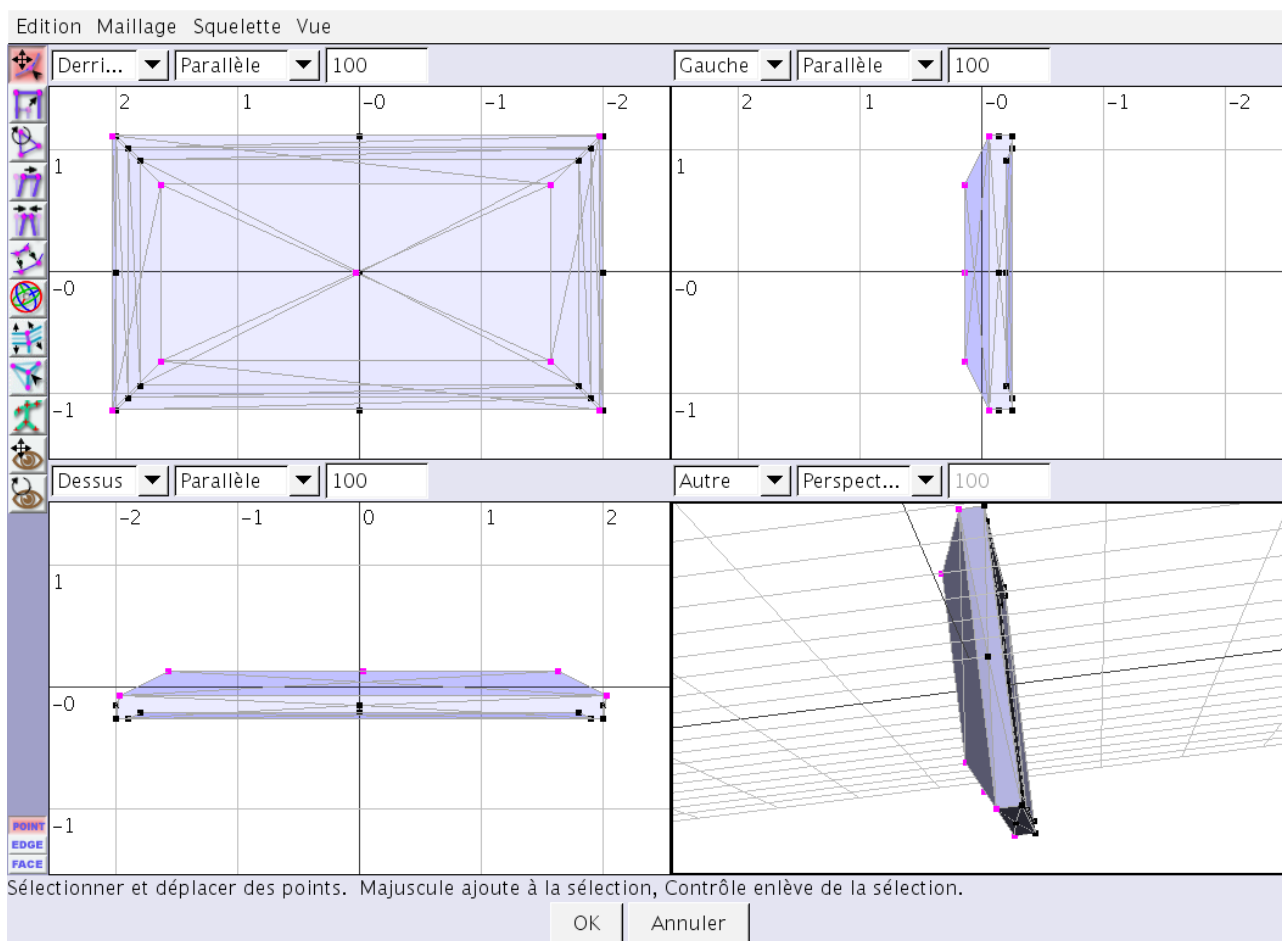 Edition Maillage Squelette Vue
Derri... Parallèle 100
Gauche Parallèle 100
2 1 -0 -1 -2
1
-0
-1
2 1 -0 -1 -2
1
-0
-1
Dessus Parallèle 100
Autre Perspect... 100
-2 -1 0 1 2
1
-0
-1
POINT
EDGE
FACE
Sélectionner et déplacer des points. Majuscule ajoute à la sélection, Contrôle enlève de la sélection.
OK Annuler